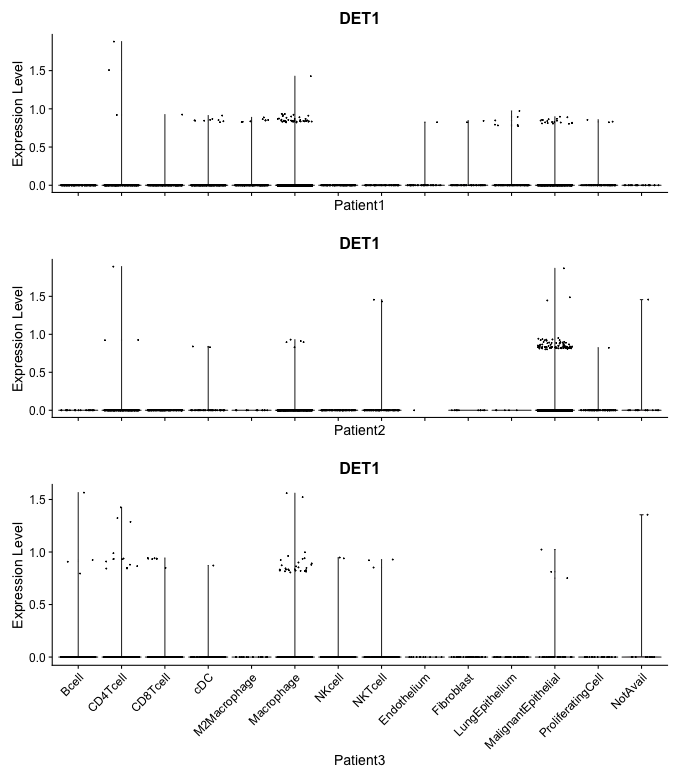 DET1
Expression Level
1.5
1.0
0.5
0.0
Patient1
DET1
Expression Level
1.5
1.0
0.5
0.0
Patient2
DET1
Expression Level
1.5
1.0
0.5
0.0
Bcell
CD4Tcell
CD8Tcell
cDC
M2Macrophage
Macrophage
NKcell
NKTcell
Endothelium
Fibroblast
LungEpithelium
MalignantEpithelial
ProliferatingCell
NotAvail
Patient3